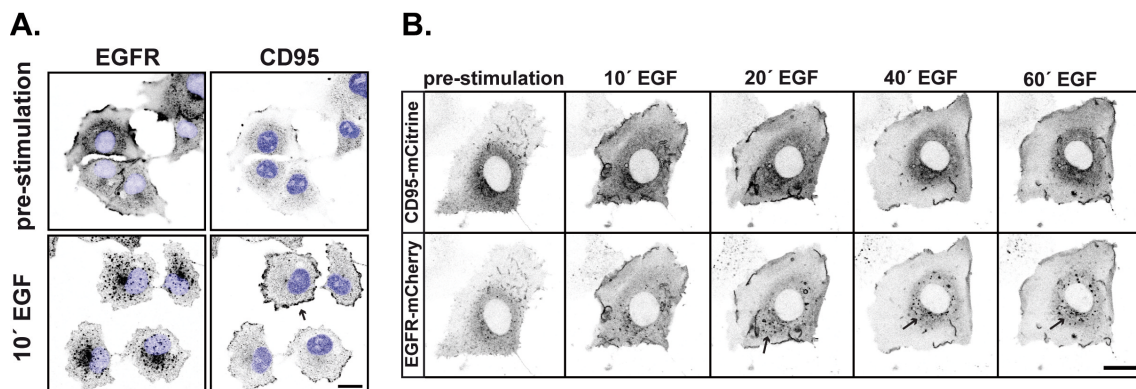 A.
EGFR CD95
pre-stimulation
10´ EGF
B.
pre-stimulation 10´ EGF 20´ EGF 40´ EGF 60´ EGF
CD95-mCitrine
EGFR-mCherry